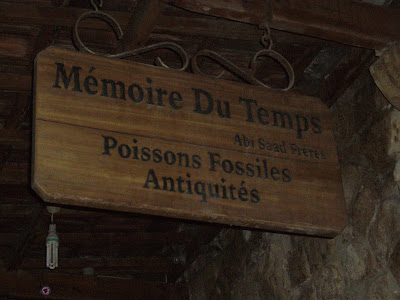 Mémoire Du Temps
Abi Saad Frères
Poissons Fossiles
Antiquités